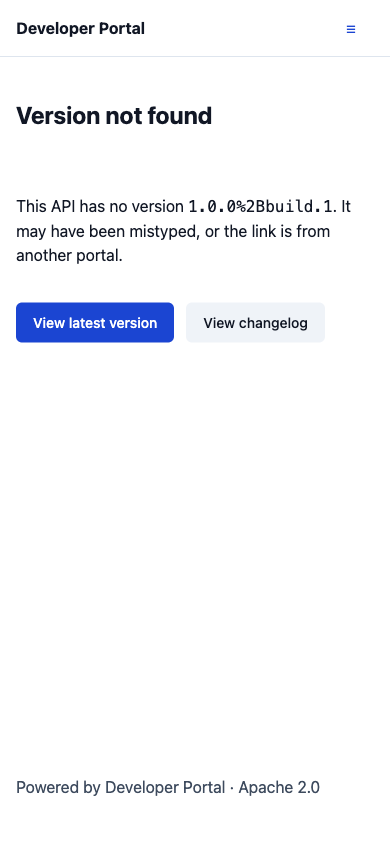 Developer Portal
≡
Version not found
This API has no version 1.0.0%2Bbuild.1. It
may have been mistyped, or the link is from
another portal.
View latest version
View changelog
Powered by Developer Portal · Apache 2.0